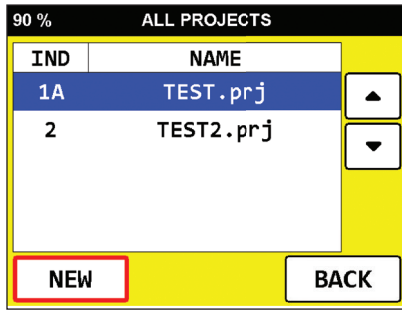 90 % ALL PROJECTS
IND NAME
1A TEST.prj
2 TEST2.prj
NEW BACK